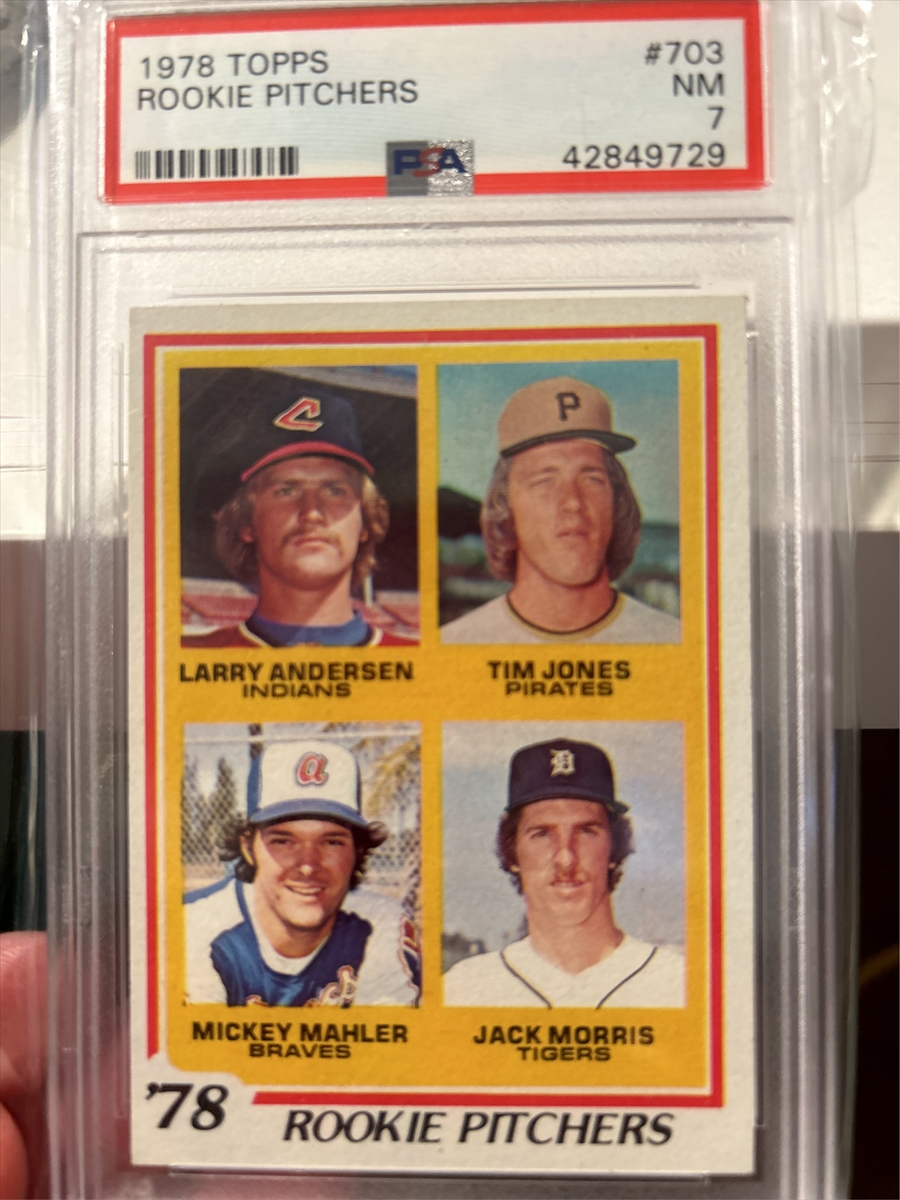 1978 TOPPS
#703
ROOKIE PITCHERS
NM
7
PSA
42849729
C
P
LARRY ANDERSEN
INDIANS
TIM JONES
PIRATES
a
D
MICKEY MAHLER
BRAVES
JACK MORRIS
TIGERS
'78
ROOKIE PITCHERS